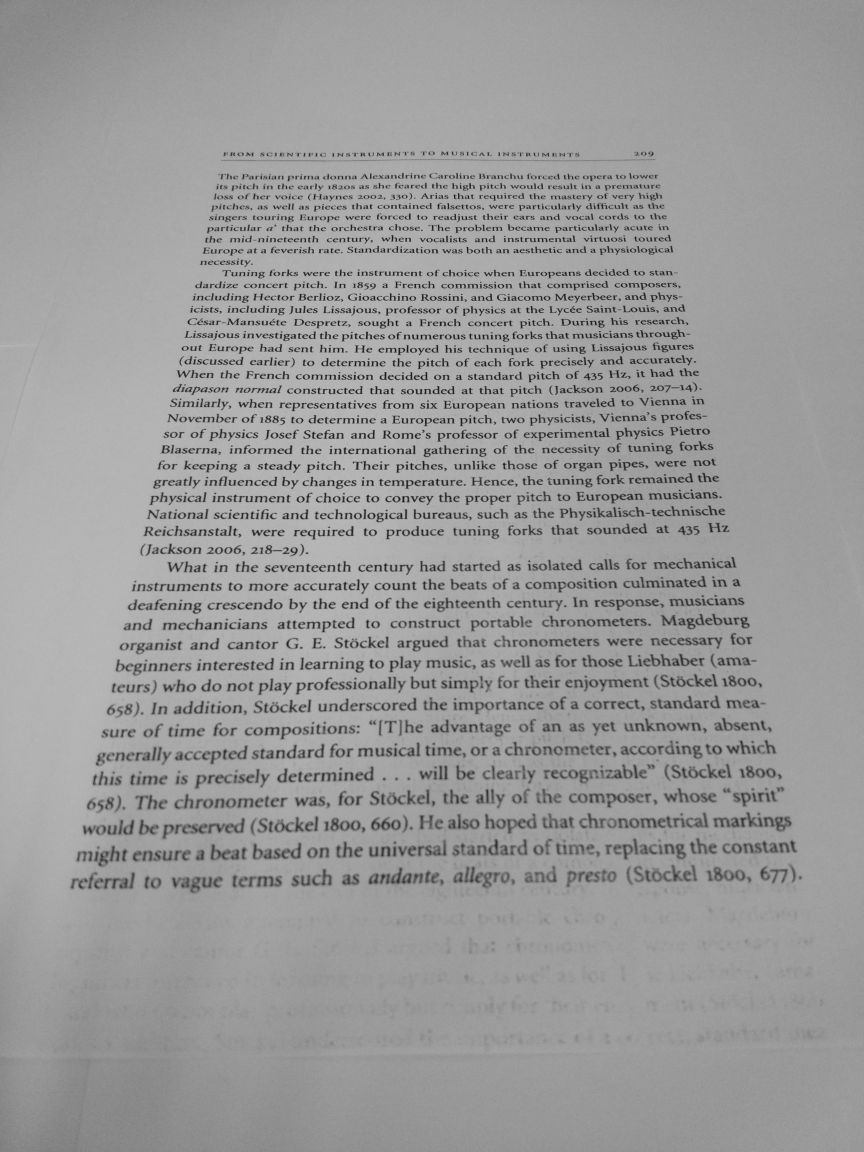 FROM SCIENTIFIC INSTRUMENTS TO MUSICAL INSTRUMENTS 209
The Parisian prima donna Alexandrine Caroline Branchu forced the opera to lower
its pitch in the early 1820s as she feared the high pitch would result in a premature
loss of her voice (Haynes 2002, 330). Arias that required the mastery of very high
pitches, as well as pieces that contained falsettos, were particularly difficult as the
singers touring Europe were forced to readjust their ears and vocal cords to the
particular a' that the orchestra chose. The problem became particularly acute in
the mid-nineteenth century, when vocalists and instrumental virtuosi toured
Europe at a feverish rate. Standardization was both an aesthetic and a physiological
necessity.
Tuning forks were the instrument of choice when Europeans decided to stan-
dardize concert pitch. In 1859 a French commission that comprised composers,
including Hector Berlioz, Gioacchino Rossini, and Giacomo Meyerbeer, and phys-
icists, including Jules Lissajous, professor of physics at the Lycée Saint-Louis, and
César-Mansuéte Despretz, sought a French concert pitch. During his research,
Lissajous investigated the pitches of numerous tuning forks that musicians through-
out Europe had sent him. He employed his technique of using Lissajous figures
(discussed earlier) to determine the pitch of each fork precisely and accurately.
When the French commission decided on a standard pitch of 435 Hz, it had the
diapason normal constructed that sounded at that pitch (Jackson 2006, 207–14).
Similarly, when representatives from six European nations traveled to Vienna in
November of 1885 to determine a European pitch, two physicists, Vienna's profes-
sor of physics Josef Stefan and Rome's professor of experimental physics Pietro
Blaserna, informed the international gathering of the necessity of tuning forks
for keeping a steady pitch. Their pitches, unlike those of organ pipes, were not
greatly influenced by changes in temperature. Hence, the tuning fork remained the
physical instrument of choice to convey the proper pitch to European musicians.
National scientific and technological bureaus, such as the Physikalisch-technische
Reichsanstalt, were required to produce tuning forks that sounded at 435 Hz
(Jackson 2006, 218–29).
What in the seventeenth century had started as isolated calls for mechanical
instruments to more accurately count the beats of a composition culminated in a
deafening crescendo by the end of the eighteenth century. In response, musicians
and mechanicians attempted to construct portable chronometers. Magdeburg
organist and cantor G. E. Stöckel argued that chronometers were necessary for
beginners interested in learning to play music, as well as for those Liebhaber (ama-
teurs) who do not play professionally but simply for their enjoyment (Stöckel 1800,
658). In addition, Stöckel underscored the importance of a correct, standard mea-
sure of time for compositions: "[T]he advantage of an as yet unknown, absent,
generally accepted standard for musical time, or a chronometer, according to which
this time is precisely determined . . . will be clearly recognizable" (Stöckel 1800,
658). The chronometer was, for Stöckel, the ally of the composer, whose "spirit"
would be preserved (Stöckel 1800, 660). He also hoped that chronometrical markings
might ensure a beat based on the universal standard of time, replacing the constant
referral to vague terms such as andante, allegro, and presto (Stöckel 1800, 677).